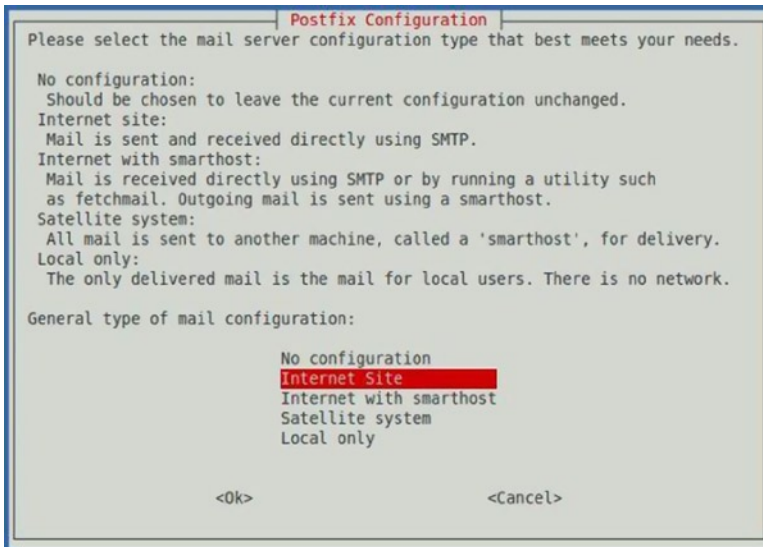 Postfix Configuration
Please select the mail server configuration type that best meets your needs.
No configuration:
Should be chosen to leave the current configuration unchanged.
Internet site:
Mail is sent and received directly using SMTP.
Internet with smarthost:
Mail is received directly using SMTP or by running a utility such
as fetchmail. Outgoing mail is sent using a smarthost.
Satellite system:
All mail is sent to another machine, called a 'smarthost', for delivery.
Local only:
The only delivered mail is the mail for local users. There is no network.
General type of mail configuration:
No configuration
Internet Site
Internet with smarthost
Satellite system
Local only
<Ok> <Cancel>